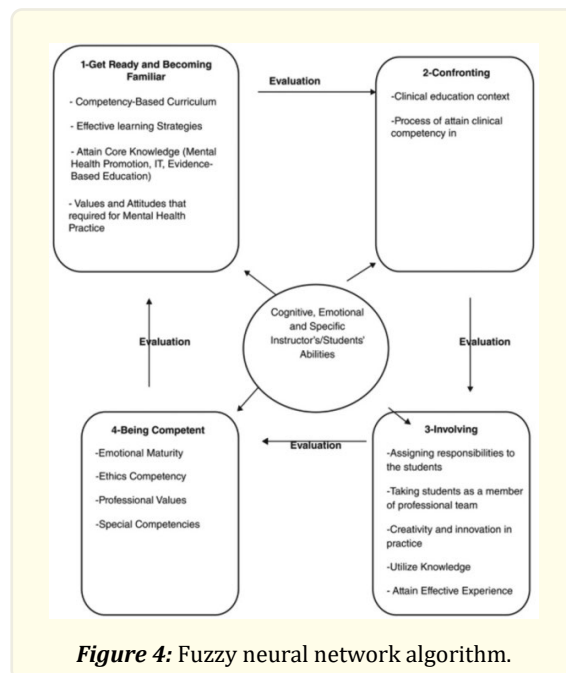 1-Get Ready and Becoming
Familiar
- Competency-Based Curriculum
- Effective learning Strategies
- Attain Core Knowledge (Mental
Health Promotion, IT, Evidence-
Based Education)
- Values and Attitudes that
required for Mental Health
Practice
Evaluation
2-Confronting
-Clinical education context
-Process of attain clinical
competency in
Cognitive, Emotional
and Specific
Instructor's/Students'
Abilities
Evaluation
Evaluation
4-Being Competent
-Emotional Maturity
-Ethics Competency
-Professional Values
-Special Competencies
Evaluation
3-Involving
-Assigning responsibilities to
the students
-Taking students as a member
of professional team
-Creativity and innovation in
practice
-Utilize Knowledge
- Attain Effective Experience
Figure 4: Fuzzy neural network algorithm.